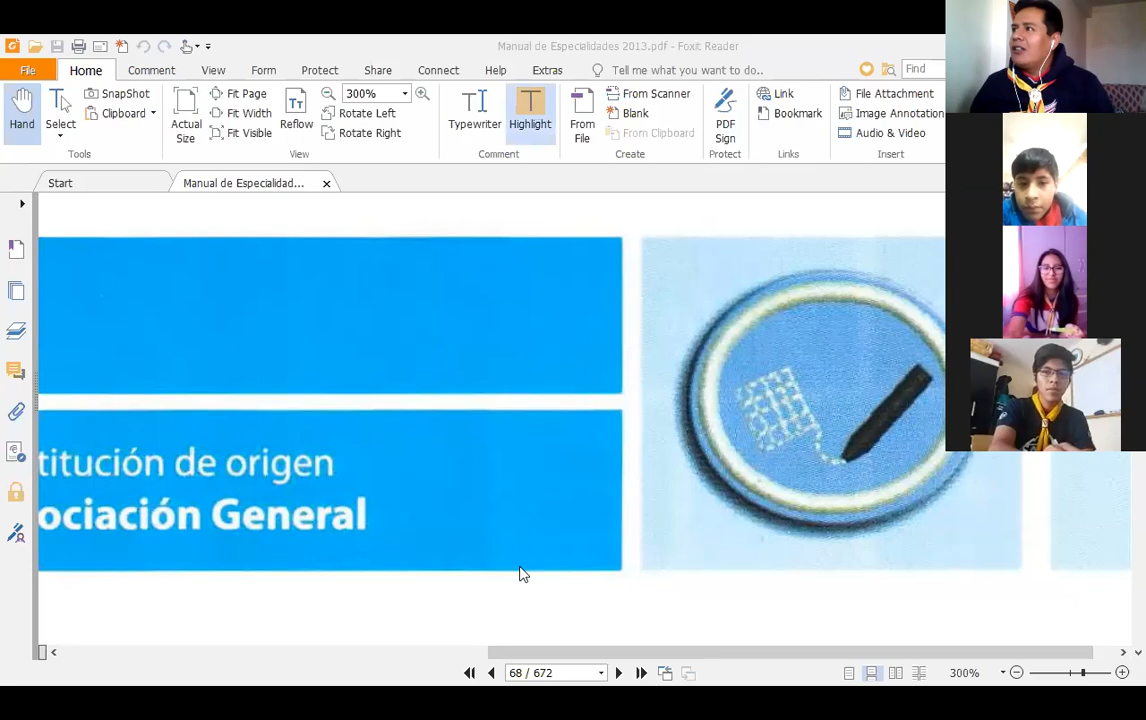 Manual de Especialidades 2013.pdf - Foxit Reader
File Home Comment View Form Protect Share Connect Help Extras Tell me what you want to do.. Find
Hand
Select
SnapShot
Clipboard
Tools
Actual Size
Fit Page
Fit Width
Fit Visible
Reflow
300%
Rotate Left
Rotate Right
View
Typewriter
Highlight
Comment
From File
From Scanner
Blank
From Clipboard
Create
PDF Sign
Protect
Link
Bookmark
Links
File Attachment
Image Annotation
Audio & Video
Insert
Start Manual de Especialidad...
titución de origen
ociación General
68 / 672
300%